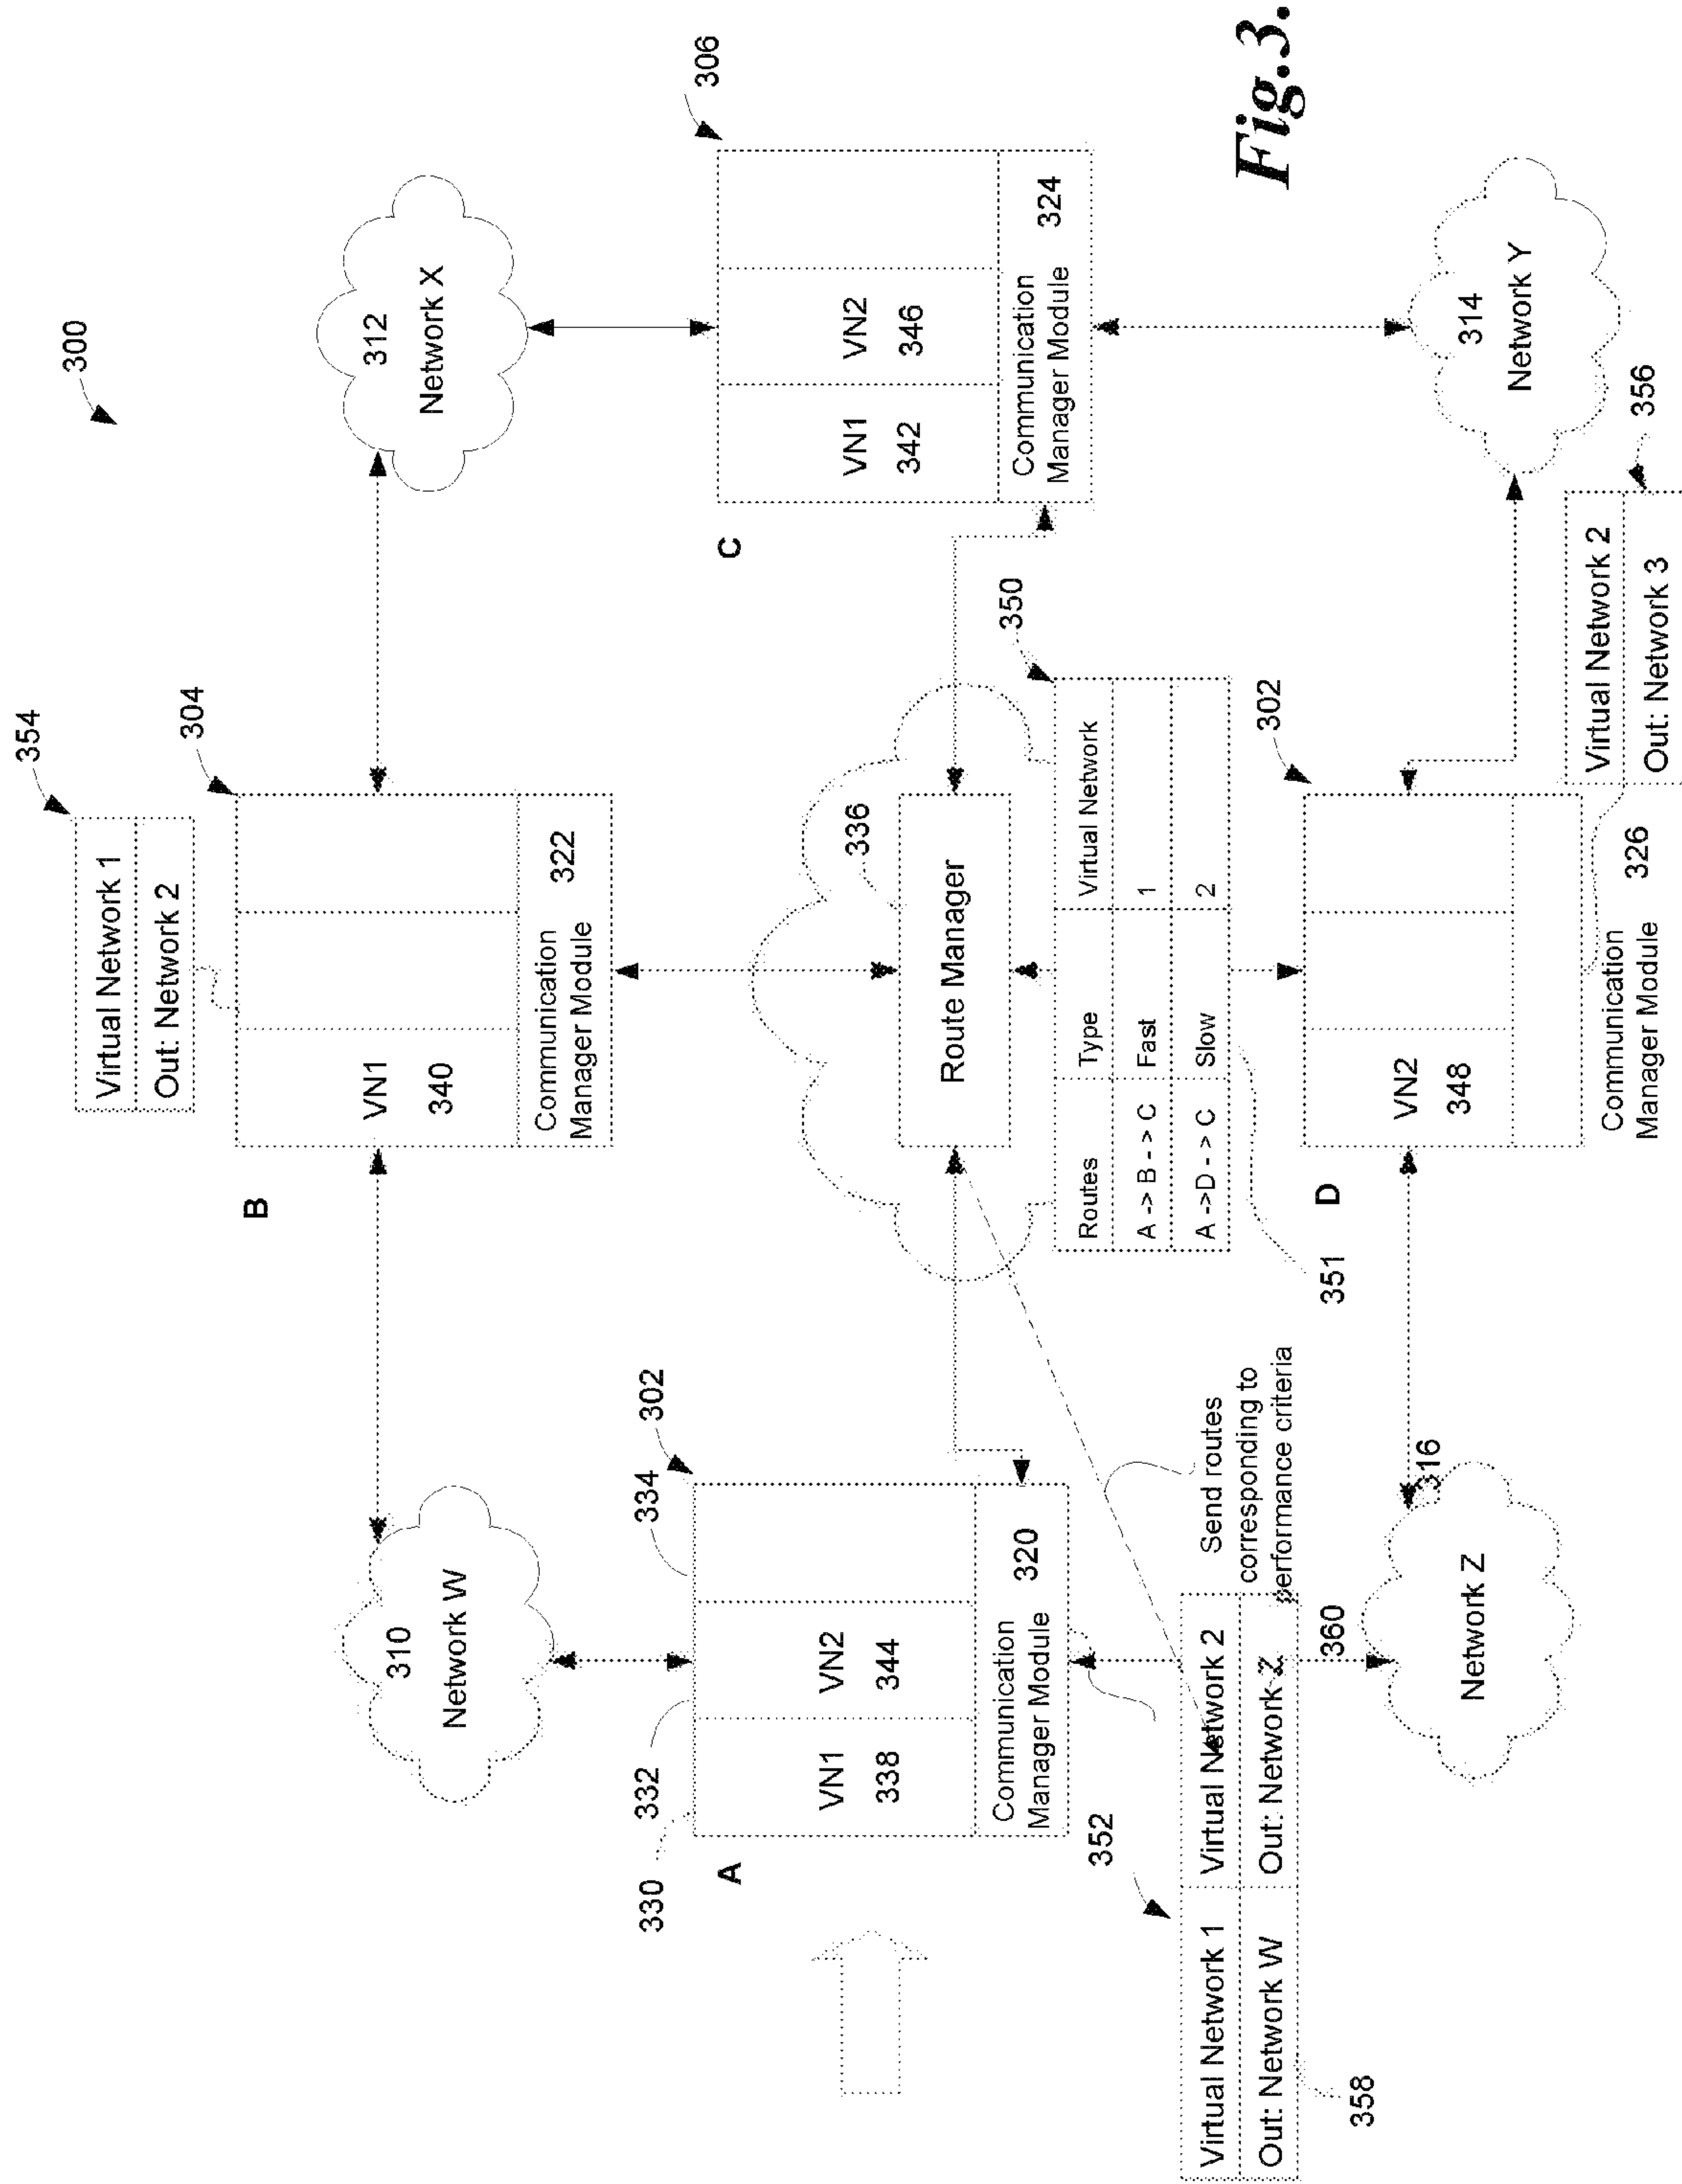 300
354
Virtual Network 1
Out: Network 2
304
B
VN1
340
Communication
Manager Module
322
310
Network W
312
Network X
306
C
VN1
342
VN2
346
Communication
Manager Module
324
330
332
334
302
A
VN1
338
VN2
344
Communication
Manager Module
320
336
Route Manager
350
Routes
Type
Virtual Network
A -> B - > C
Fast
1
A ->D - > C
Slow
2
351
352
Virtual Network 1
Virtual Network 2
Out: Network W
Out: Network Z
358
360
Send routes
corresponding to
performance criteria
316
Network Z
302
D
VN2
348
Communication
Manager Module
326
Virtual Network 2
Out: Network 3
356
314
Network Y
Fig.3.